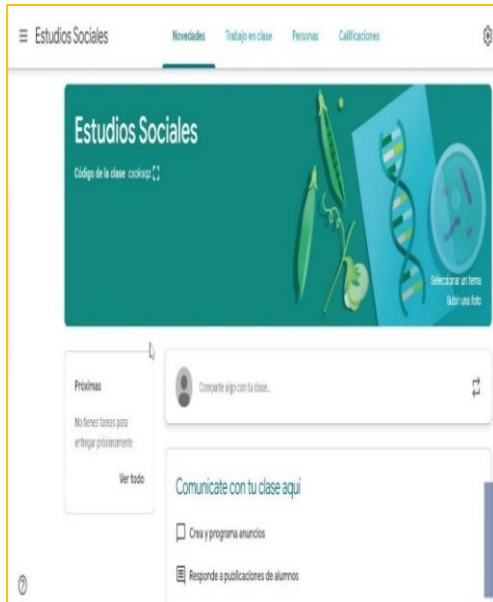 Estudios Sociales
Novedades Trabajo en clase Personas Calificaciones
Estudios Sociales
Código de la clase cxoksqz
Seleccionar un tema
Subir una foto
Próximas
No tienes tareas para
entregar próximamente
Ver todo
Comparte algo con tu clase...
Comunícate con tu clase aquí
Crea y programa anuncios
Responde a publicaciones de alumnos